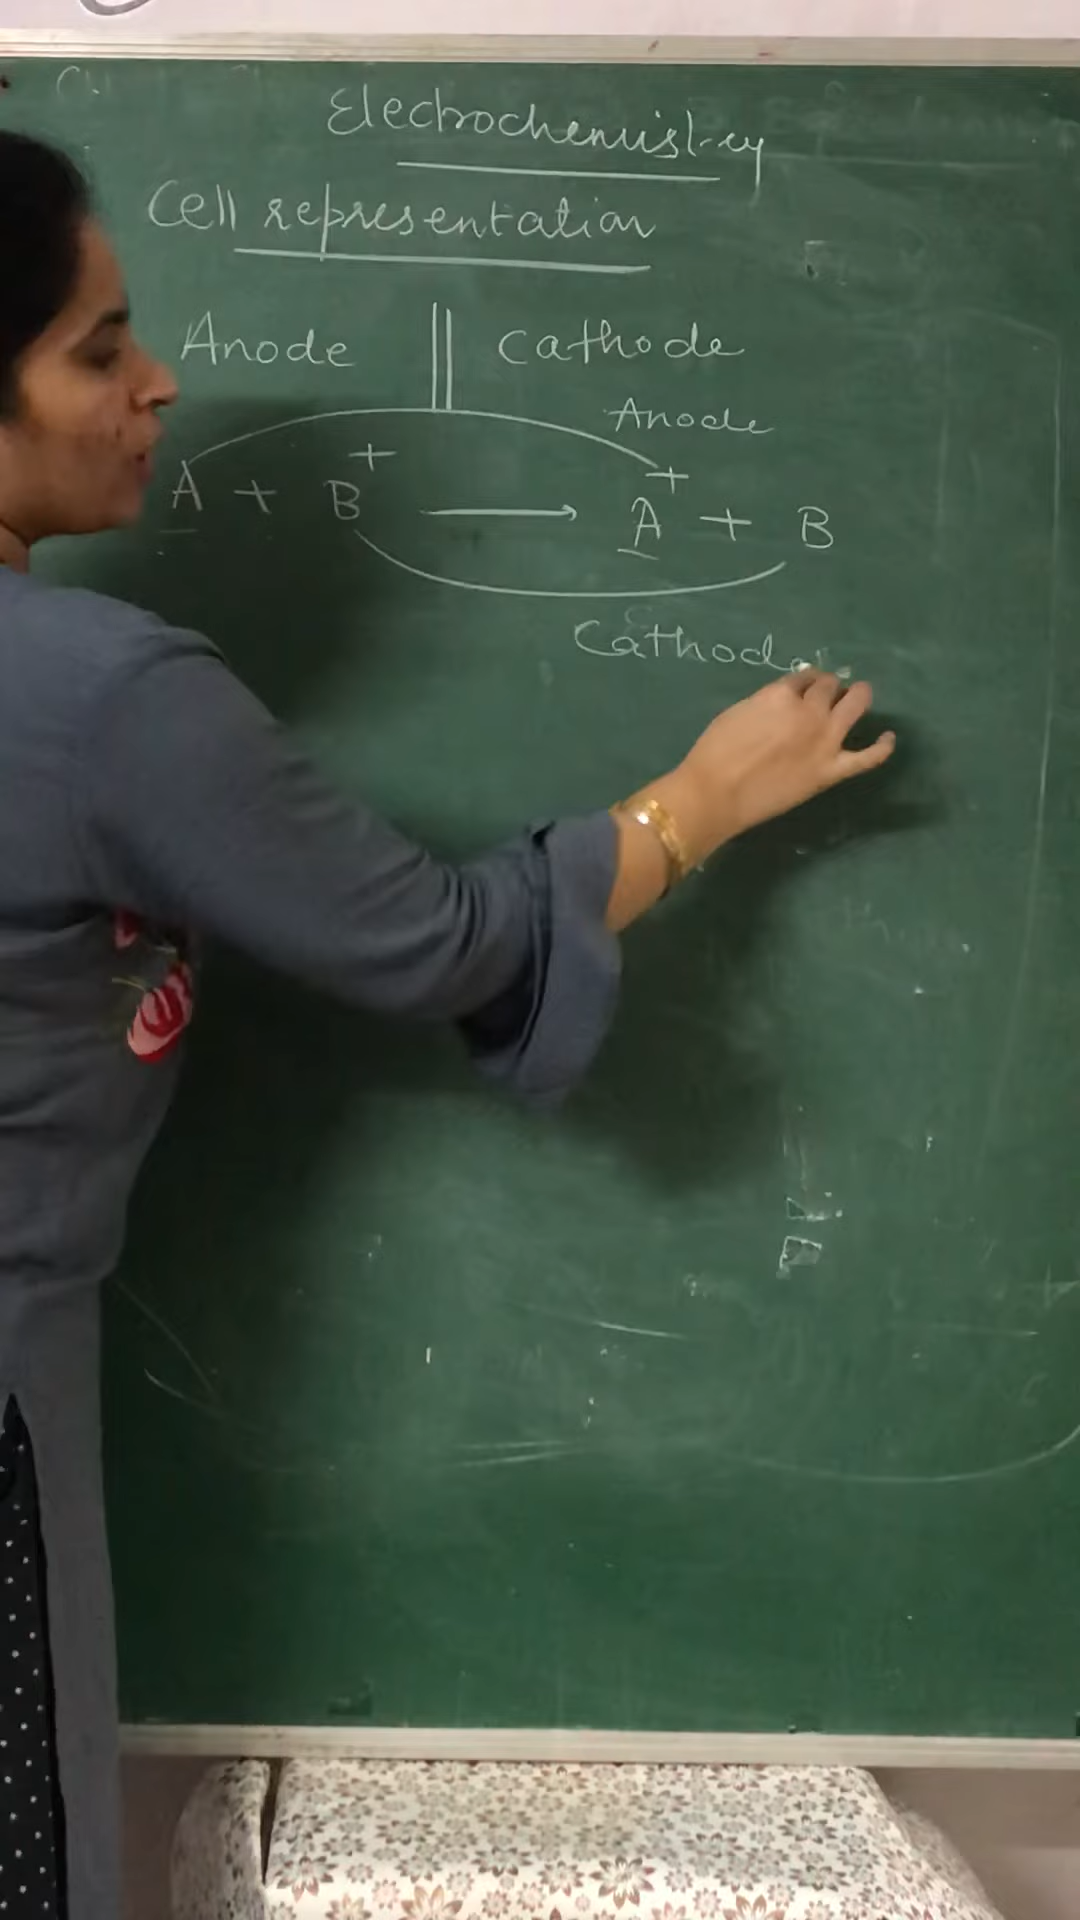 Electrochemistry
Cell representation
Anode || Cathode
Anode
A + B⁺ → A⁺ + B
Cathode